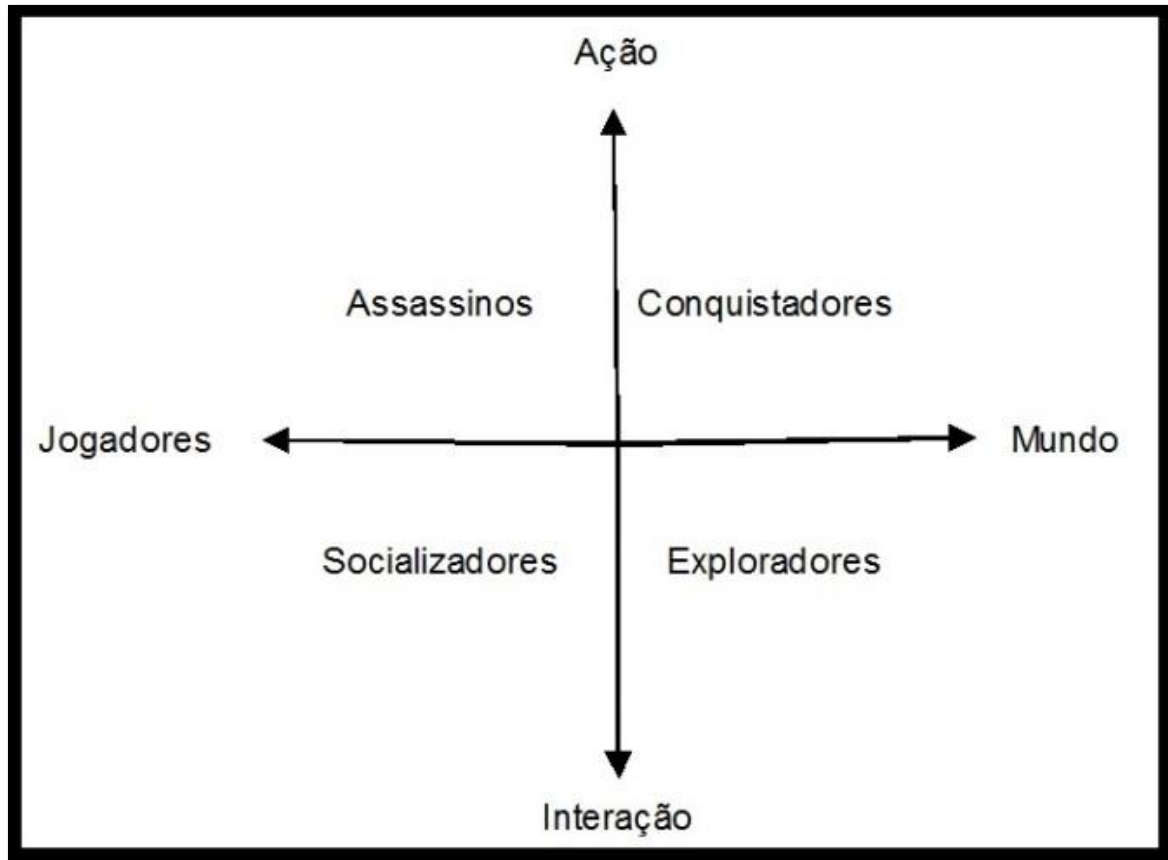 Ação
Assassinos Conquistadores
Jogadores Mundo
Socializadores Exploradores
Interação